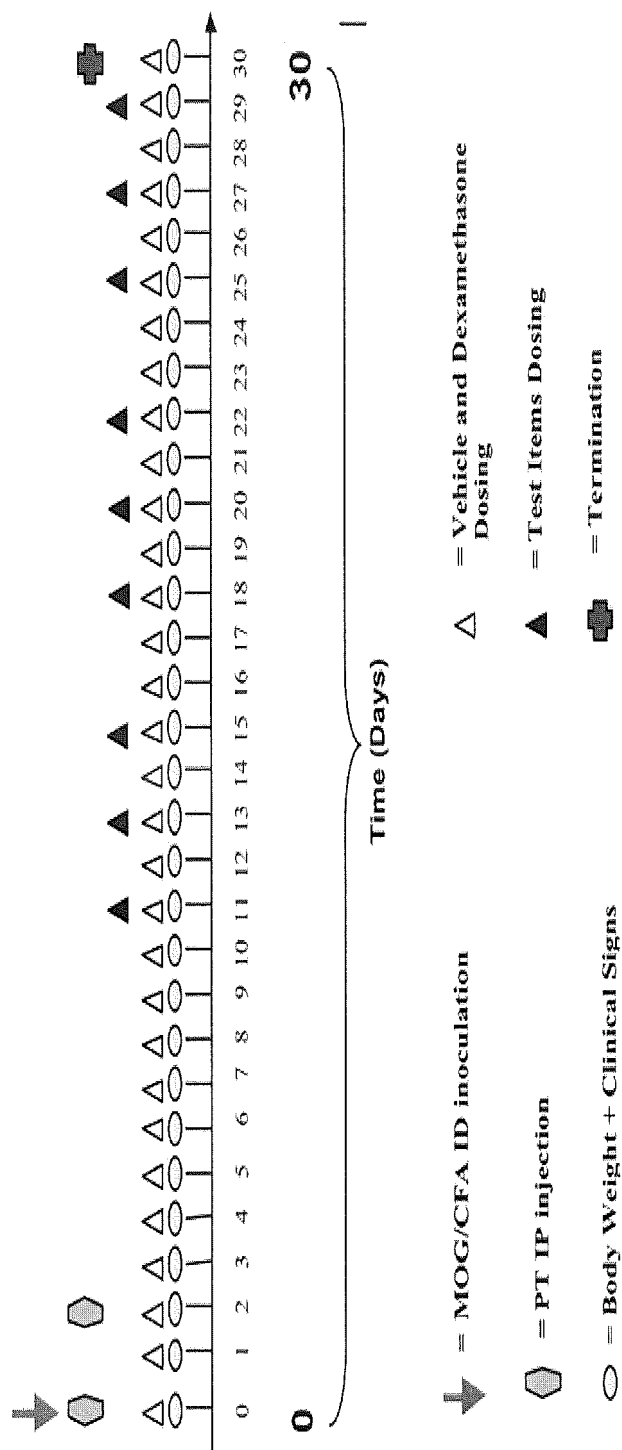 0 1 2 3 4 5 6 7 8 9 10 11 12 13 14 15 16 17 18 19 20 21 22 23 24 25 26 27 28 29 30
0 30
Time (Days)
= MOG/CFA ID inoculation
= PT IP injection
= Body Weight + Clinical Signs
= Vehicle and Dexamethasone
Dosing
= Test Items Dosing
= Termination